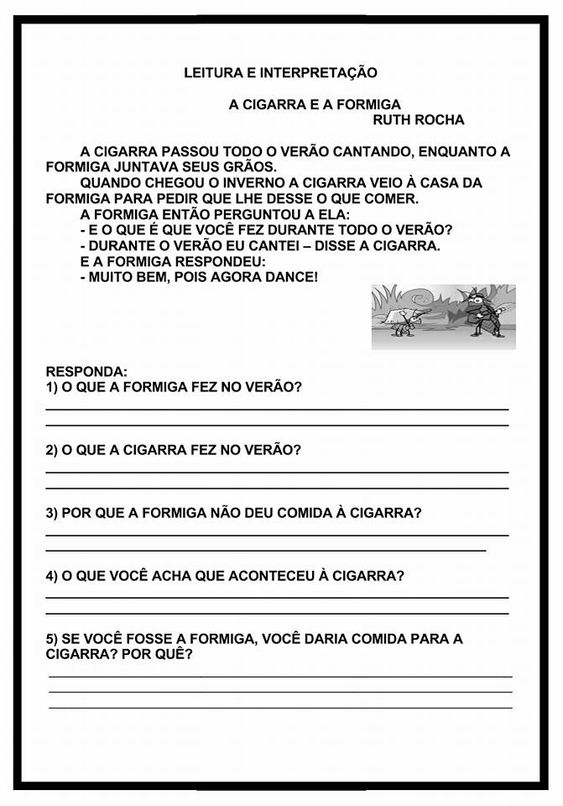 LEITURA E INTERPRETAÇÃO
A CIGARRA E A FORMIGA
RUTH ROCHA
A CIGARRA PASSOU TODO O VERÃO CANTANDO, ENQUANTO A
FORMIGA JUNTAVA SEUS GRÃOS.
QUANDO CHEGOU O INVERNO A CIGARRA VEIO À CASA DA
FORMIGA PARA PEDIR QUE LHE DESSE O QUE COMER.
A FORMIGA ENTÃO PERGUNTOU A ELA:
- E O QUE É QUE VOCÊ FEZ DURANTE TODO O VERÃO?
- DURANTE O VERÃO EU CANTEI – DISSE A CIGARRA.
E A FORMIGA RESPONDEU:
- MUITO BEM, POIS AGORA DANCE!
RESPONDA:
1) O QUE A FORMIGA FEZ NO VERÃO?
2) O QUE A CIGARRA FEZ NO VERÃO?
3) POR QUE A FORMIGA NÃO DEU COMIDA À CIGARRA?
4) O QUE VOCÊ ACHA QUE ACONTECEU À CIGARRA?
5) SE VOCÊ FOSSE A FORMIGA, VOCÊ DARIA COMIDA PARA A
CIGARRA? POR QUÊ?